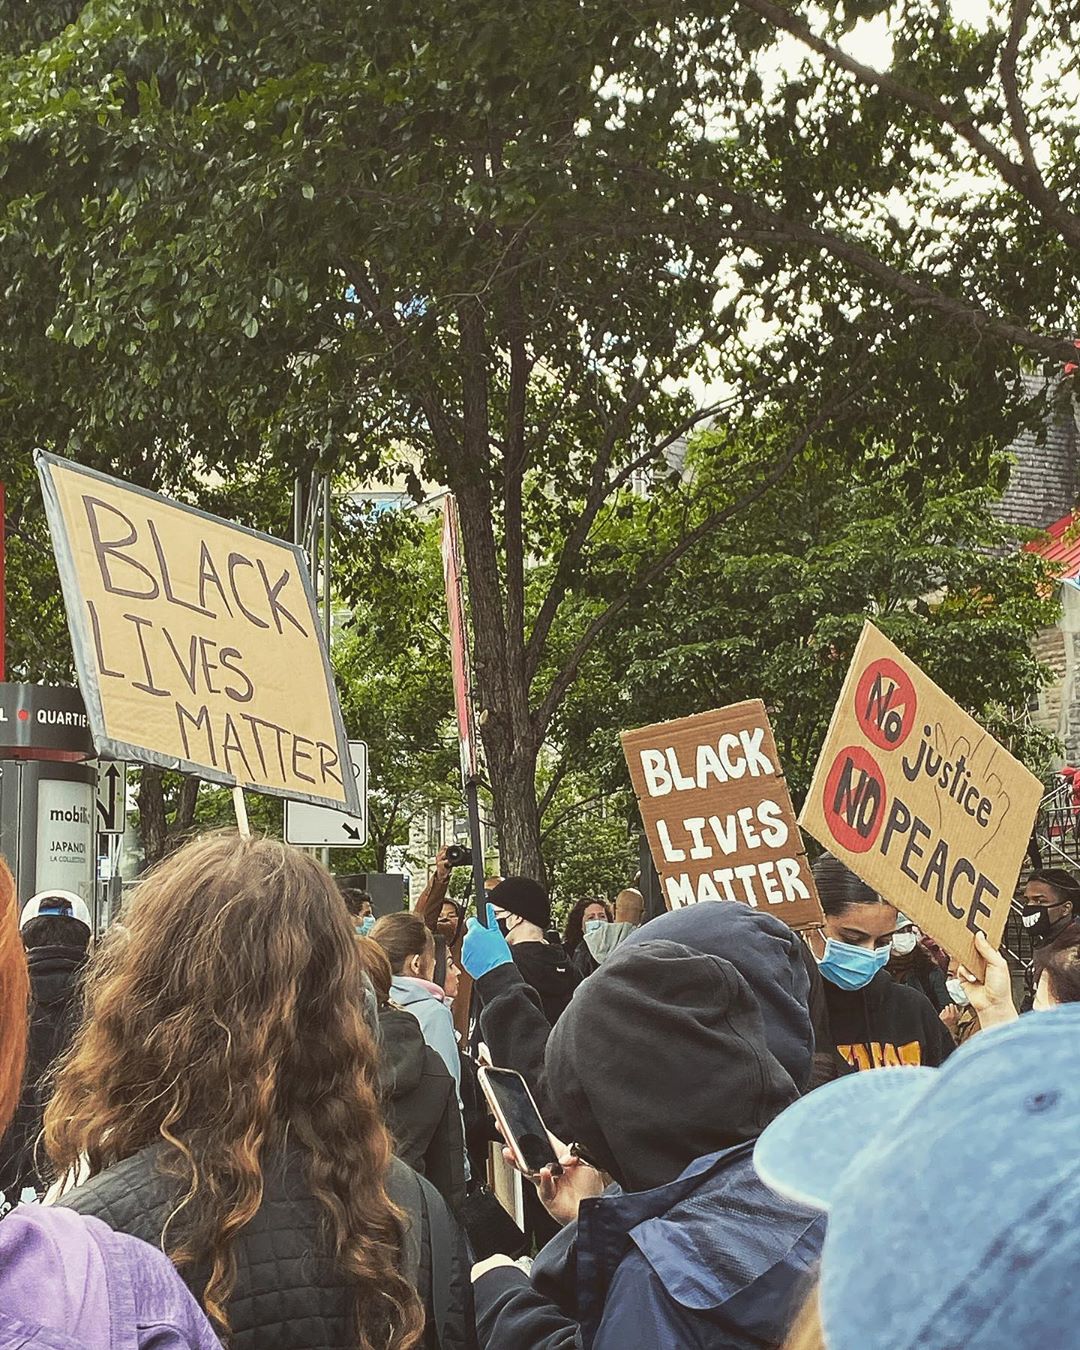 BLACK
LIVES
MATTER
QUARTIE
mobili
JAPANDI
LA COLLECTION
BLACK
LIVES
MATTER
No justice
NO PEACE